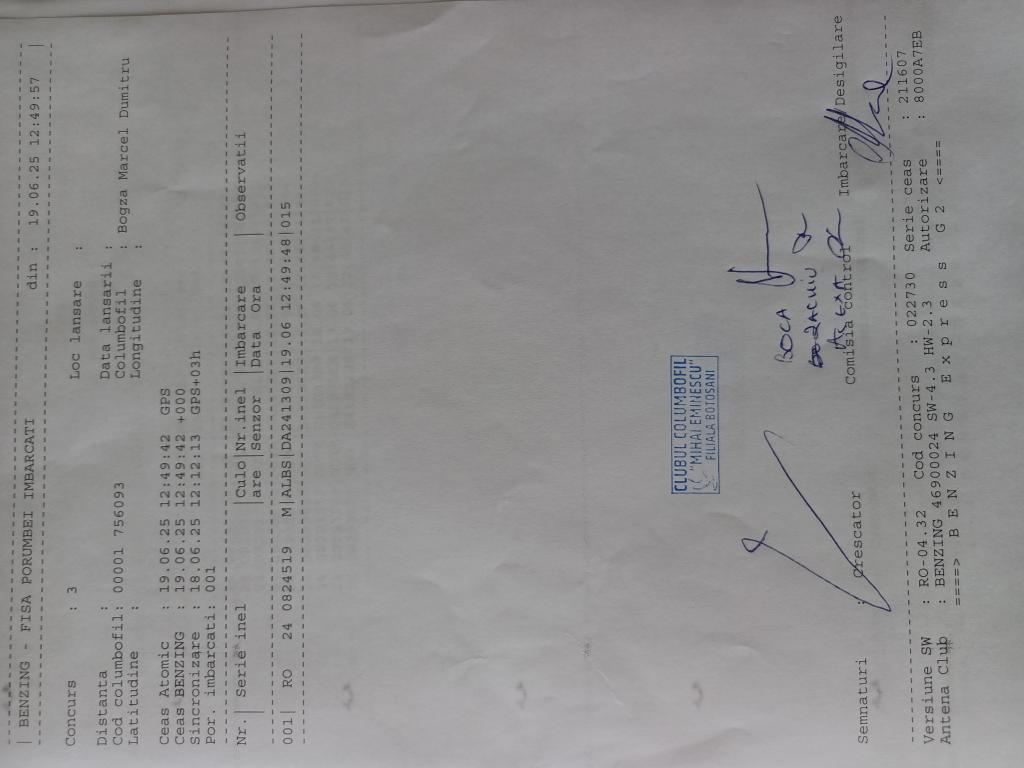 | BENZING - FISA PORUMBEI IMBARCATI din : 19.06.25 12:49:57 |
Concurs : 3 Loc lansare :
Distanta : Data lansarii :
Cod columbofil: 00001 756093 Columbofil : Bogza Marcel Dumitru
Latitudine : Longitudine :
Ceas Atomic : 19.06.25 12:49:42 GPS
Ceas BENZING : 19.06.25 12:49:42 +000
Sincronizare : 18.06.25 12:12:13 GPS+03h
Por. imbarcati: 001
Nr.| Serie inel |Culo|Nr.inel |Imbarcare | Observatii
| |are |Senzor |Data Ora |
001| RO 24 0824519 M|ALBS|DA241309|19.06 12:49:48|015
CLUBUL COLUMBOFIL
"MIHAI EMINESCU"
FILIALA BOTOSANI
BOCA
Semnaturi : Crescator Comisia control Imbarcare Desigilare
Versiune SW : RO-04.32 Cod concurs : 022730 Serie ceas : 211607
Antena Club : BENZING 46900024 SW-4.3 HW-2.3 Autorizare : 8000A7EB
====> B E N Z I N G E X p r e s s G 2 <====